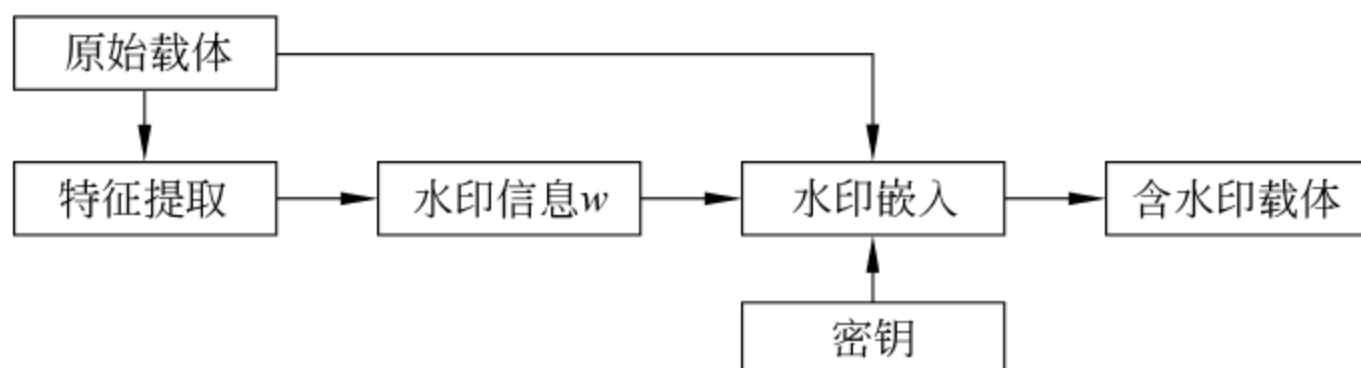 原始载体
特征提取
水印信息w
水印嵌入
含水印载体
密钥